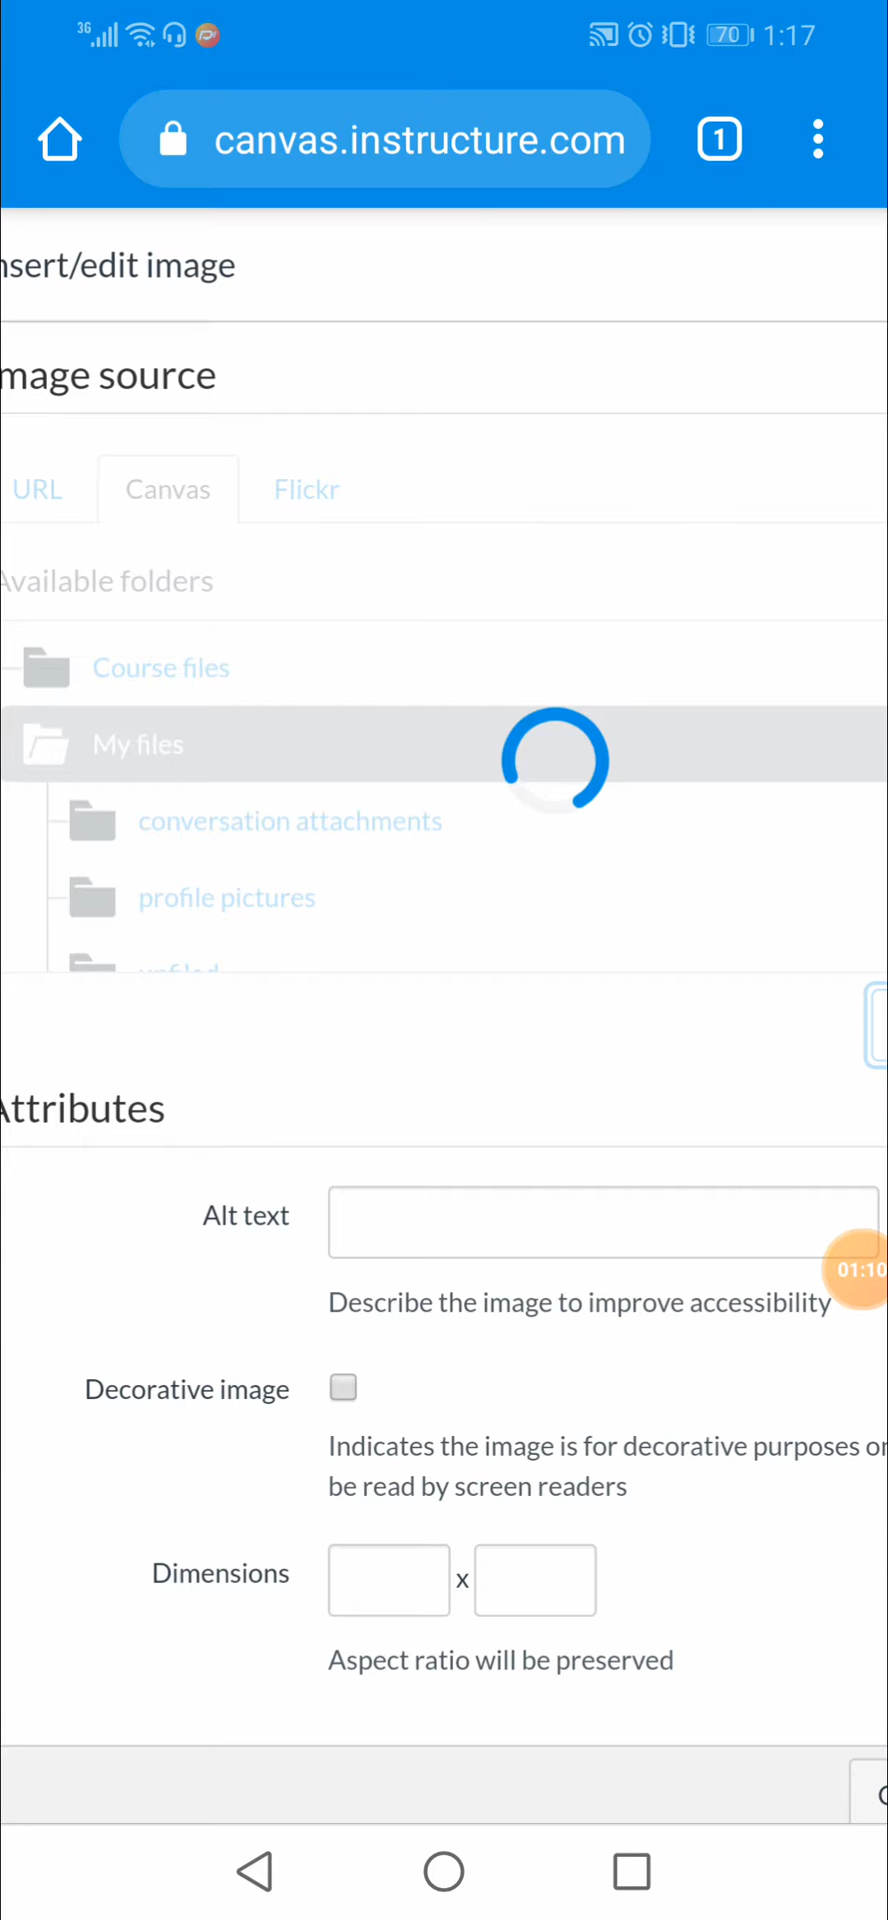 3G 70 1:17
canvas.instructure.com 1
nsert/edit image
mage source
URL Canvas Flickr
Available folders
Course files
My files
conversation attachments
profile pictures
Attributes
Alt text
01:10
Describe the image to improve accessibility
Decorative image
Indicates the image is for decorative purposes or
be read by screen readers
Dimensions x
Aspect ratio will be preserved